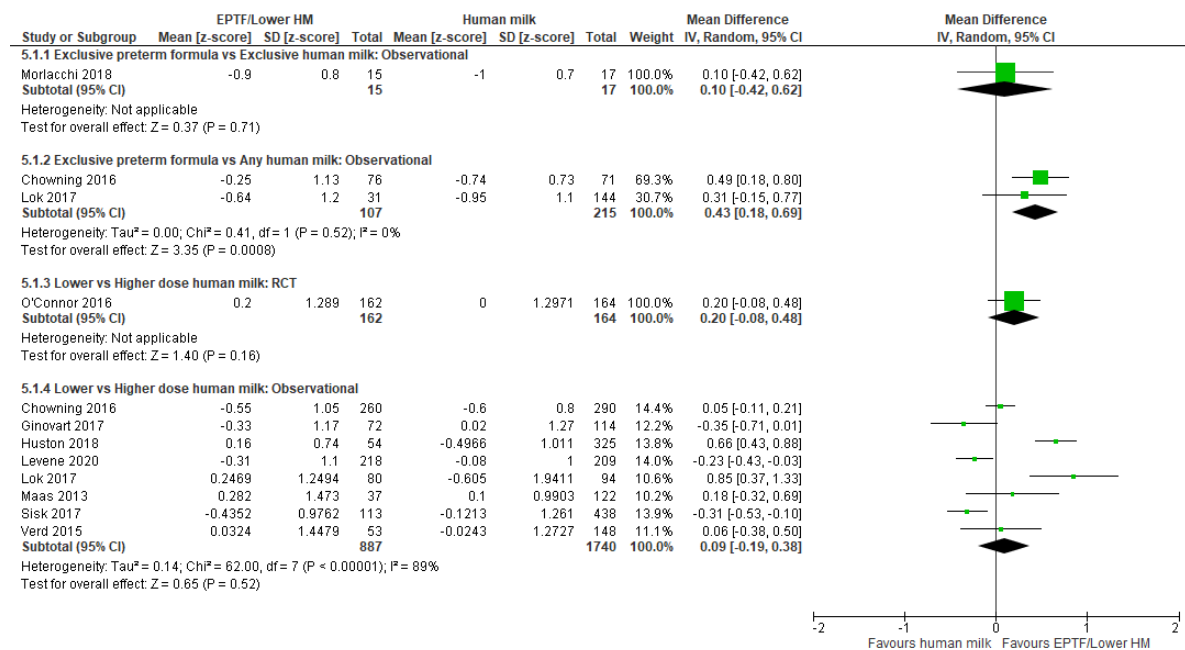 EPTF/Lower HM Human milk Mean Difference Mean Difference
Study or Subgroup Mean [z-score] SD [z-score] Total Mean [z-score] SD [z-score] Total Weight IV, Random, 95% CI IV, Random, 95% CI
5.1.1 Exclusive preterm formula vs Exclusive human milk: Observational
Morlacchi 2018 -0.9 0.8 15 -1 0.7 17 100.0% 0.10 [-0.42, 0.62]
Subtotal (95% CI) 15 17 100.0% 0.10 [-0.42, 0.62]
Heterogeneity: Not applicable
Test for overall effect: Z = 0.37 (P = 0.71)
5.1.2 Exclusive preterm formula vs Any human milk: Observational
Chowning 2016 -0.25 1.13 76 -0.74 0.73 71 69.3% 0.49 [0.18, 0.80]
Lok 2017 -0.64 1.2 31 -0.95 1.1 144 30.7% 0.31 [-0.15, 0.77]
Subtotal (95% CI) 107 215 100.0% 0.43 [0.18, 0.69]
Heterogeneity: Tau² = 0.00; Chi² = 0.41, df = 1 (P = 0.52); I² = 0%
Test for overall effect: Z = 3.35 (P = 0.0008)
5.1.3 Lower vs Higher dose human milk: RCT
O'Connor 2016 0.2 1.289 162 0 1.2971 164 100.0% 0.20 [-0.08, 0.48]
Subtotal (95% CI) 162 164 100.0% 0.20 [-0.08, 0.48]
Heterogeneity: Not applicable
Test for overall effect: Z = 1.40 (P = 0.16)
5.1.4 Lower vs Higher dose human milk: Observational
Chowning 2016 -0.55 1.05 260 -0.6 0.8 290 14.4% 0.05 [-0.11, 0.21]
Ginovart 2017 -0.33 1.17 72 0.02 1.27 114 12.2% -0.35 [-0.71, 0.01]
Huston 2018 0.16 0.74 54 -0.4966 1.011 325 13.8% 0.66 [0.43, 0.88]
Levene 2020 -0.31 1.1 218 -0.08 1 209 14.0% -0.23 [-0.43, -0.03]
Lok 2017 0.2469 1.2494 80 -0.605 1.9411 94 10.1% 0.85 [0.37, 1.33]
Maas 2013 0.282 1.473 37 0.1 0.9903 122 10.2% 0.18 [-0.32, 0.69]
Sisk 2017 -0.4352 0.9762 113 -0.1213 1.261 438 13.9% -0.31 [-0.53, -0.10]
Verd 2015 0.0324 1.4479 53 -0.0243 1.2727 148 11.1% 0.06 [-0.38, 0.50]
Subtotal (95% CI) 887 1740 100.0% 0.09 [-0.19, 0.38]
Heterogeneity: Tau² = 0.14; Chi² = 62.00, df = 7 (P < 0.00001); I² = 89%
Test for overall effect: Z = 0.65 (P = 0.52)
-2 -1 0 1 2
Favours human milk Favours EPTF/Lower HM